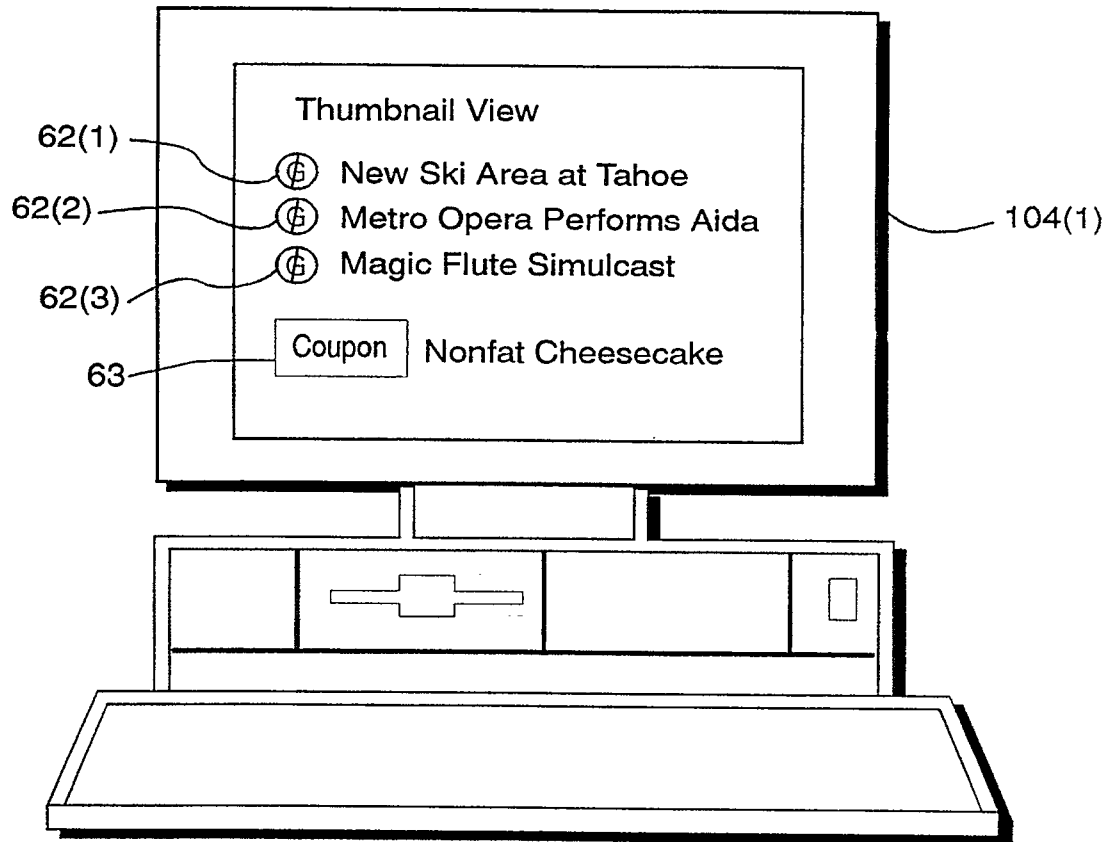 Thumbnail View
62(1)
G New Ski Area at Tahoe
62(2)
G Metro Opera Performs Aida
104(1)
G Magic Flute Simulcast
62(3)
Coupon Nonfat Cheesecake
63